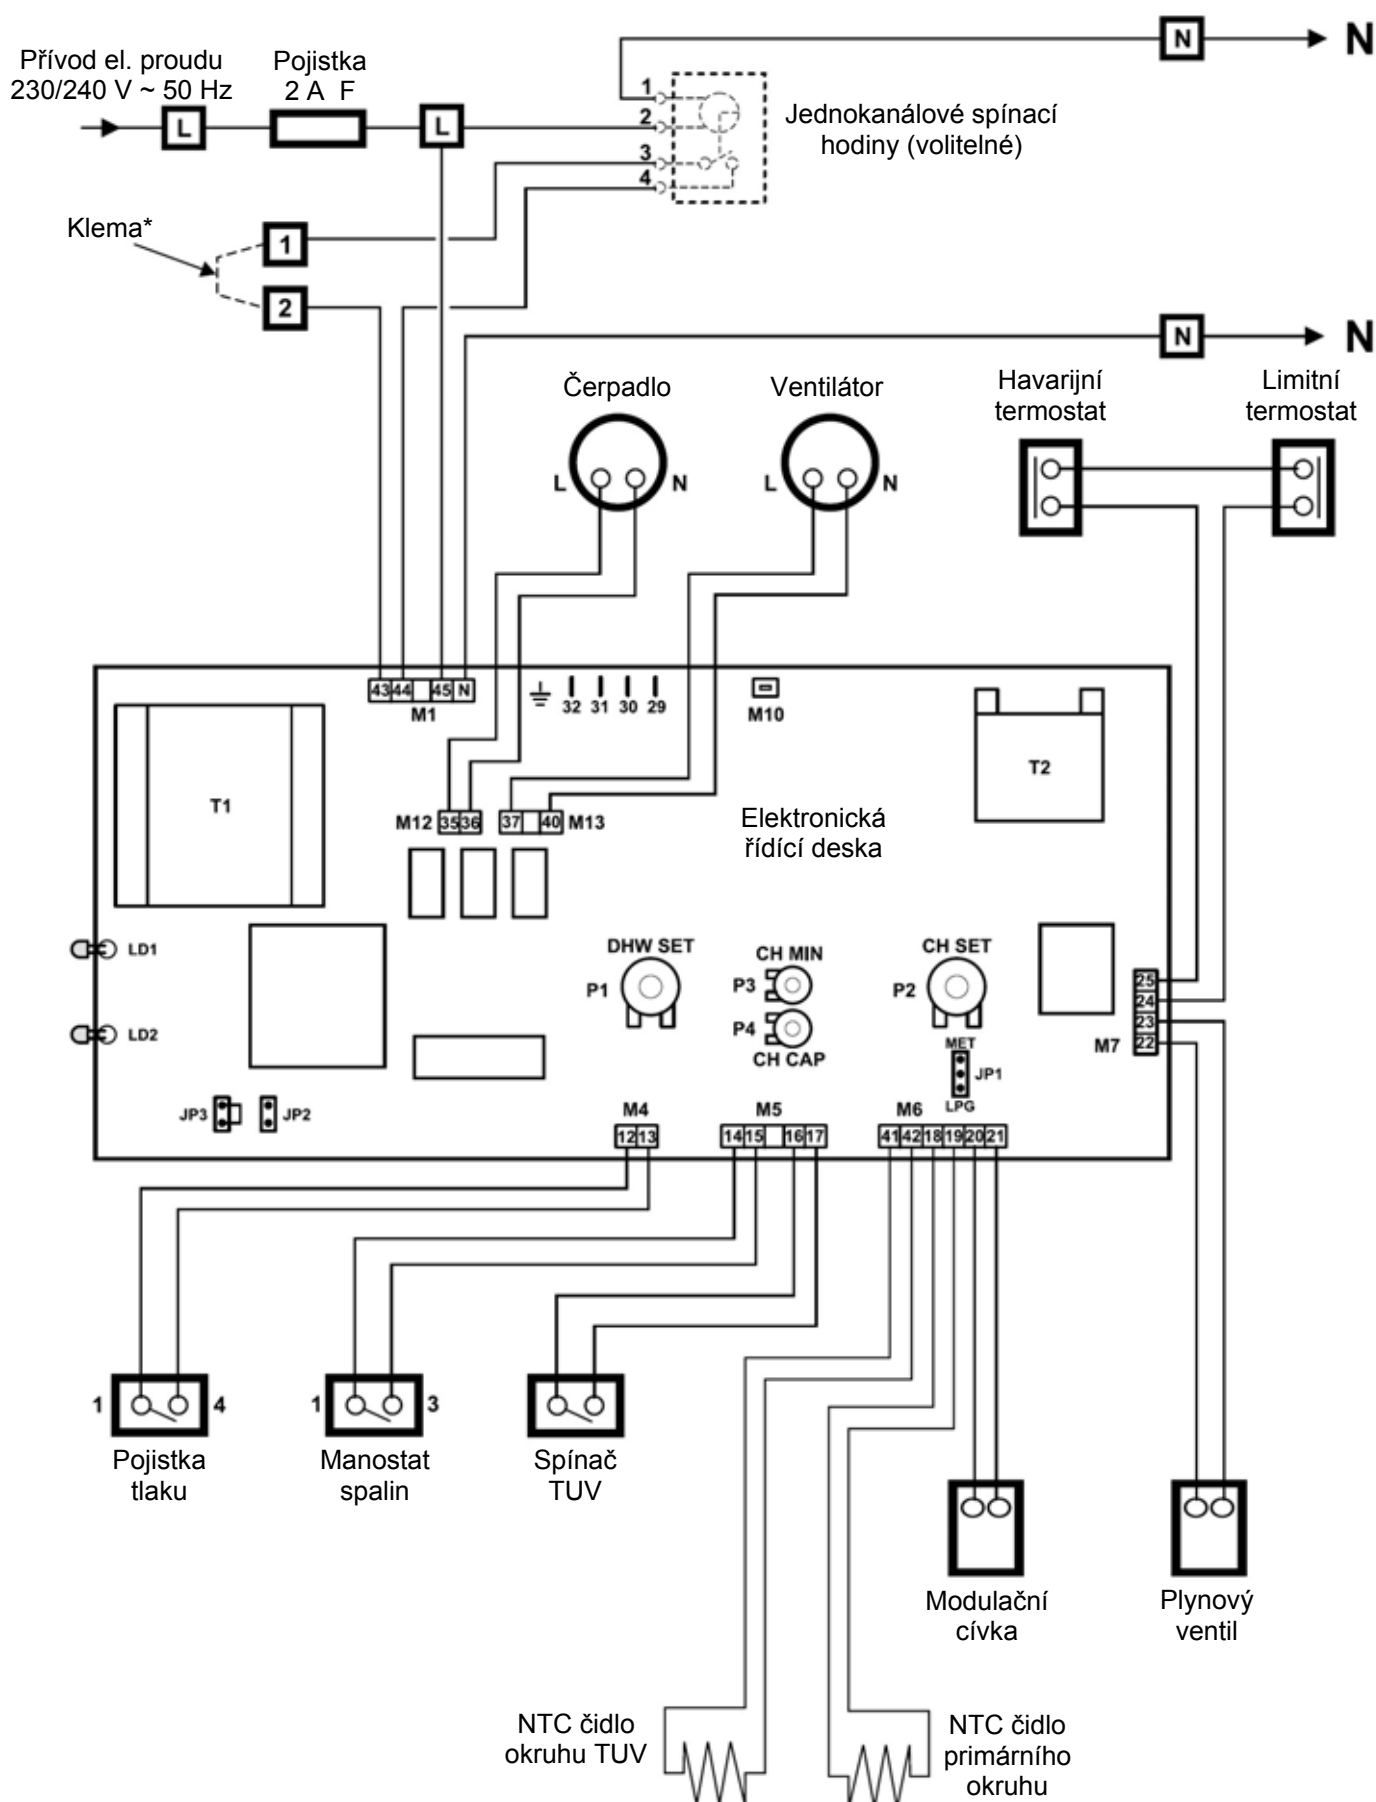 N N
Přívod el. proudu
230/240 V ~ 50 Hz
Pojistka
2 A F
L
L
1
2
3
4
Jednokanálové spínací
hodiny (volitelné)
Klema*
1
2
N N
Čerpadlo
L N
Ventilátor
L N
Havarijní
termostat
Limitní
termostat
43 44 45 N
M1
32 31 30 29
M10
T1
T2
M12 35 36
37 40 M13
Elektronická
řídící deska
LD1
LD2
DHW SET
P1
CH MIN
P3
P4
CH CAP
CH SET
P2
MET
JP1
LPG
25
24
23
22
M7
JP3
JP2
M4
12 13
M5
14 15 16 17
M6
41 42 18 19 20 21
1 4
Pojistka
tlaku
1 3
Manostat
spalin
Spínač
TUV
Modulační
cívka
Plynový
ventil
NTC čidlo
okruhu TUV
NTC čidlo
primárního
okruhu